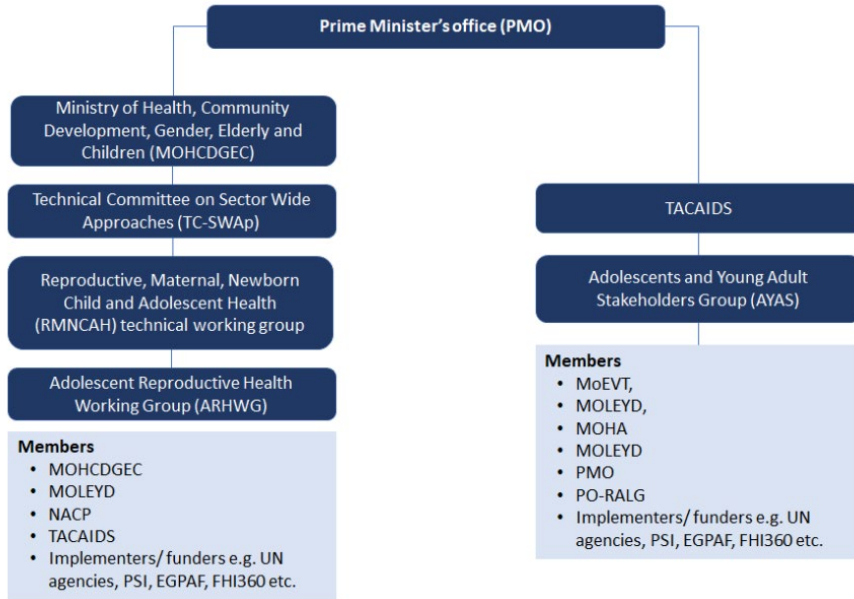 Prime Minister's office (PMO)
Ministry of Health, Community
Development, Gender, Elderly and
Children (MOHCDGEC)
Technical Committee on Sector Wide
Approaches (TC-SWAp)
Reproductive, Maternal, Newborn
Child and Adolescent Health
(RMNCAH) technical working group
Adolescent Reproductive Health
Working Group (ARHWG)
Members
• MOHCDGEC
• MOLEYD
• NACP
• TACAIDS
• Implementers/ funders e.g. UN
agencies, PSI, EGPAF, FHI360 etc.
TACAIDS
Adolescents and Young Adult
Stakeholders Group (AYAS)
Members
• MoEVT,
• MOLEYD,
• MOHA
• MOLEYD
• PMO
• PO-RALG
• Implementers/ funders e.g. UN
agencies, PSI, EGPAF, FHI360 etc.